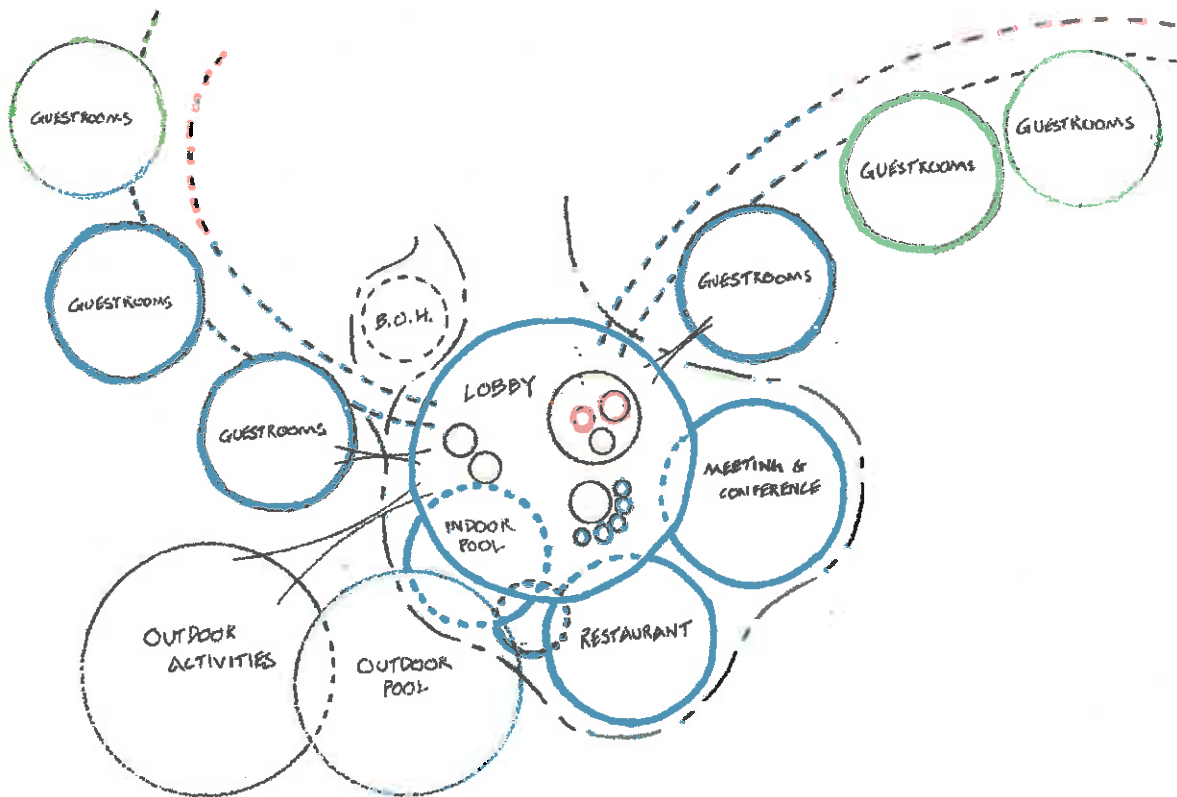 GUESTROOMS
GUESTROOMS
GUESTROOMS
GUESTROOMS
GUESTROOMS
GUESTROOMS
B.O.H.
LOBBY
MEETING &
CONFERENCE
INDOOR
POOL
RESTAURANT
OUTDOOR
ACTIVITIES
OUTDOOR
POOL